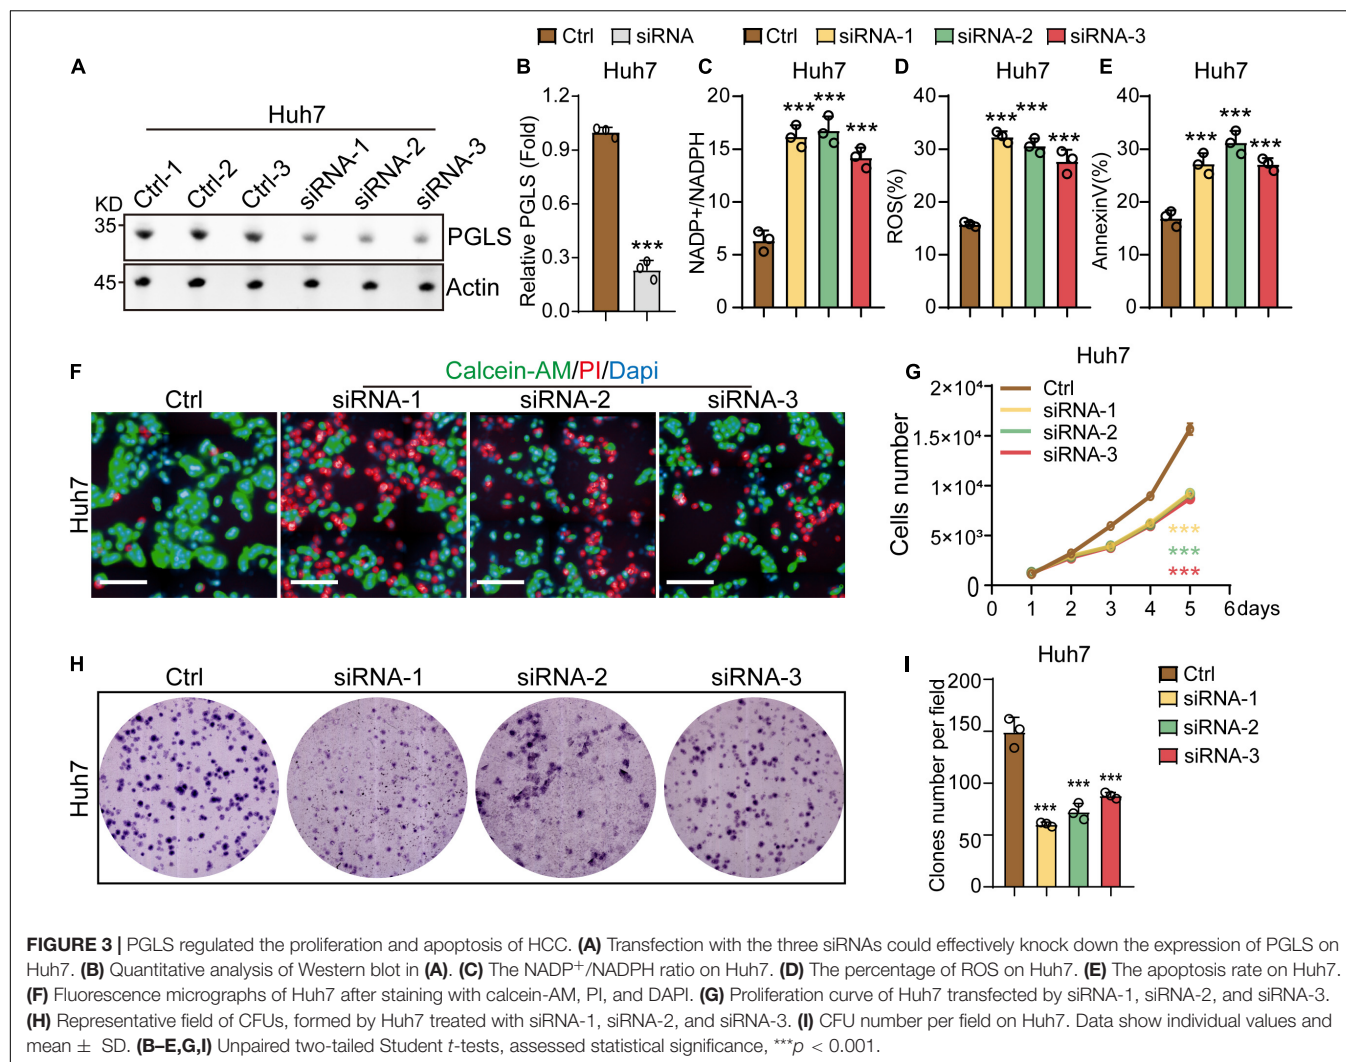 Ctrl siRNA Ctrl siRNA-1 siRNA-2 siRNA-3
A
Huh7
Ctrl-1 Ctrl-2 Ctrl-3 siRNA-1 siRNA-2 siRNA-3
KD
35
PGLS
45
Actin
B
Huh7
Relative PGLS (Fold)
1.2
0.9
0.6
0.3
0.0
***
C
Huh7
NADP+/NADPH
20
15
10
5
0
*** *** ***
D
Huh7
ROS(%)
40
30
20
10
0
*** *** ***
E
Huh7
AnnexinV(%)
40
30
20
10
0
*** *** ***
F
Calcein-AM/PI/Dapi
Ctrl siRNA-1 siRNA-2 siRNA-3
Huh7
G
Huh7
Cells number
2×10⁴
1.5×10⁴
1×10⁴
5×10³
0
Ctrl
siRNA-1
siRNA-2
siRNA-3
***
***
***
0 1 2 3 4 5 6 days
H
Ctrl siRNA-1 siRNA-2 siRNA-3
Huh7
I
Huh7
Clones number per field
200
150
100
50
0
*** *** ***
Ctrl
siRNA-1
siRNA-2
siRNA-3
FIGURE 3 | PGLS regulated the proliferation and apoptosis of HCC. (A) Transfection with the three siRNAs could effectively knock down the expression of PGLS on
Huh7. (B) Quantitative analysis of Western blot in (A). (C) The NADP⁺/NADPH ratio on Huh7. (D) The percentage of ROS on Huh7. (E) The apoptosis rate on Huh7.
(F) Fluorescence micrographs of Huh7 after staining with calcein-AM, PI, and DAPI. (G) Proliferation curve of Huh7 transfected by siRNA-1, siRNA-2, and siRNA-3.
(H) Representative field of CFUs, formed by Huh7 treated with siRNA-1, siRNA-2, and siRNA-3. (I) CFU number per field on Huh7. Data show individual values and
mean ± SD. (B–E,G,I) Unpaired two-tailed Student t-tests, assessed statistical significance, ***p < 0.001.